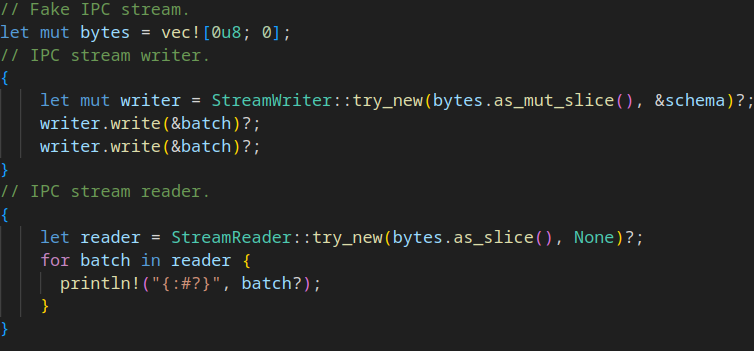 // Fake IPC stream.
let mut bytes = vec![0u8; 0];
// IPC stream writer.
{
    let mut writer = StreamWriter::try_new(bytes.as_mut_slice(), &schema)?;
    writer.write(&batch)?;
    writer.write(&batch)?;
}
// IPC stream reader.
{
    let reader = StreamReader::try_new(bytes.as_slice(), None)?;
    for batch in reader {
      println!("{:#?}", batch?);
    }
}